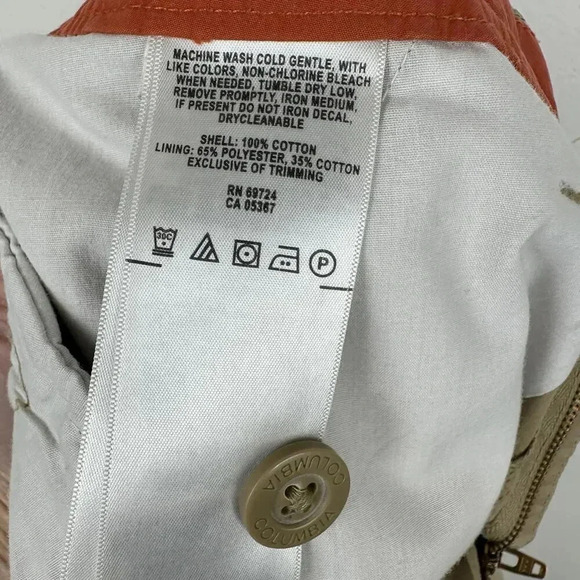 MACHINE WASH COLD GENTLE, WITH
LIKE COLORS, NON-CHLORINE BLEACH
WHEN NEEDED, TUMBLE DRY LOW,
REMOVE PROMPTLY, IRON MEDIUM,
IF PRESENT DO NOT IRON DECAL,
DRYCLEANABLE
SHELL: 100% COTTON
LINING: 65% POLYESTER, 35% COTTON
EXCLUSIVE OF TRIMMING
RN 69724
CA 05367
30C P
COLUMBIA
COLUMBIA